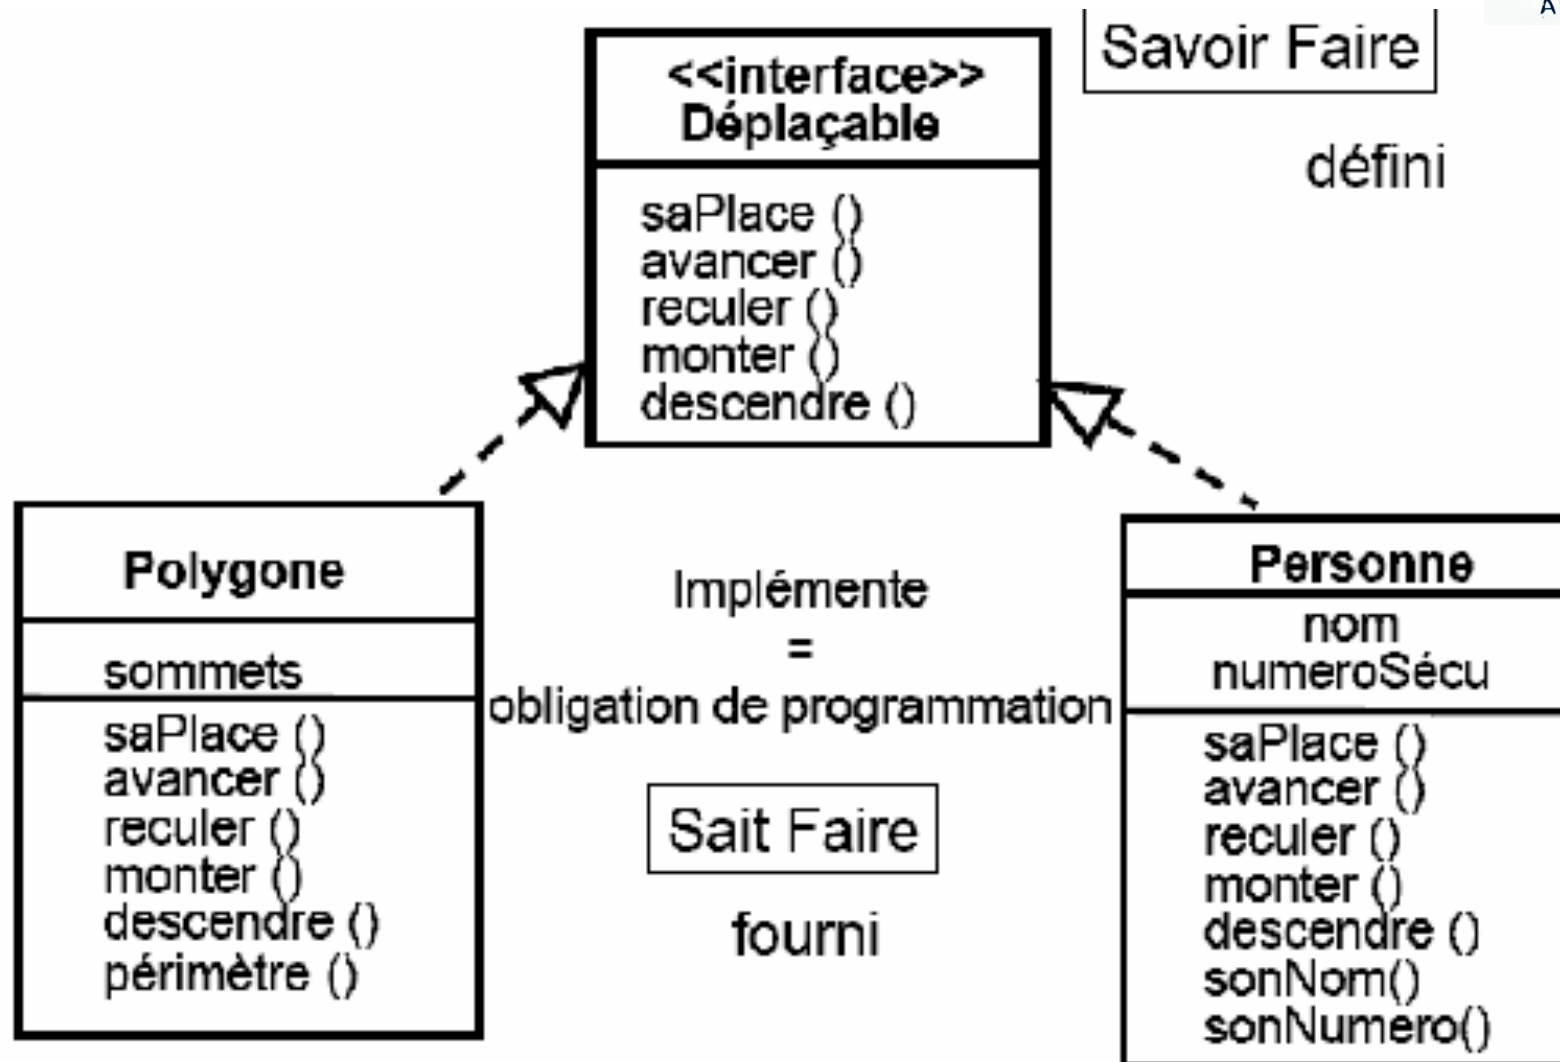 A
Savoir Faire
défini
<<interface>>
Déplaçable
saPlace ()
avancer ()
reculer ()
monter ()
descendre ()
Polygone
sommets
saPlace ()
avancer ()
reculer ()
monter ()
descendre ()
périmètre ()
Implémente
=
obligation de programmation
Sait Faire
fourni
Personne
nom
numeroSécu
saPlace ()
avancer ()
reculer ()
monter ()
descendre ()
sonNom()
sonNumero()